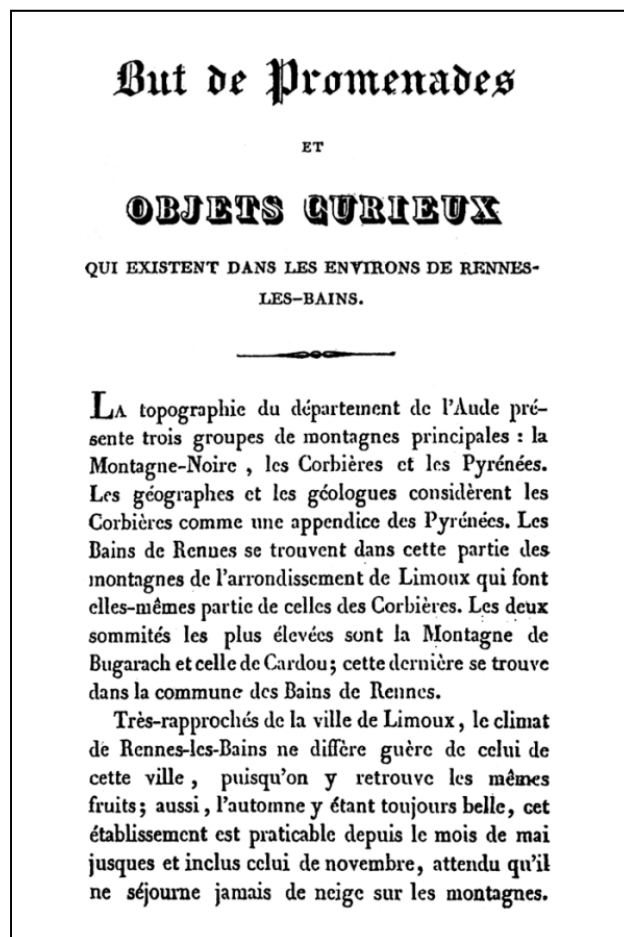 But de Promenades
ET
OBJETS CURIEUX
QUI EXISTENT DANS LES ENVIRONS DE RENNES-
LES-BAINS.
LA topographie du département de l'Aude pré-
sente trois groupes de montagnes principales : la
Montagne-Noire , les Corbières et les Pyrénées.
Les géographes et les géologues considèrent les
Corbières comme une appendice des Pyrénées. Les
Bains de Rennes se trouvent dans cette partie des
montagnes de l'arrondissement de Limoux qui font
elles-mêmes partie de celles des Corbières. Les deux
sommités les plus élevées sont la Montagne de
Bugarach et celle de Cardou; cette dernière se trouve
dans la commune des Bains de Rennes.
Très-rapprochés de la ville de Limoux, le climat
de Rennes-les-Bains ne diffère guère de celui de
cette ville , puisqu'on y retrouve les mêmes
fruits; aussi, l'automne y étant toujours belle, cet
établissement est praticable depuis le mois de mai
jusques et inclus celui de novembre, attendu qu'il
ne séjourne jamais de neige sur les montagnes.